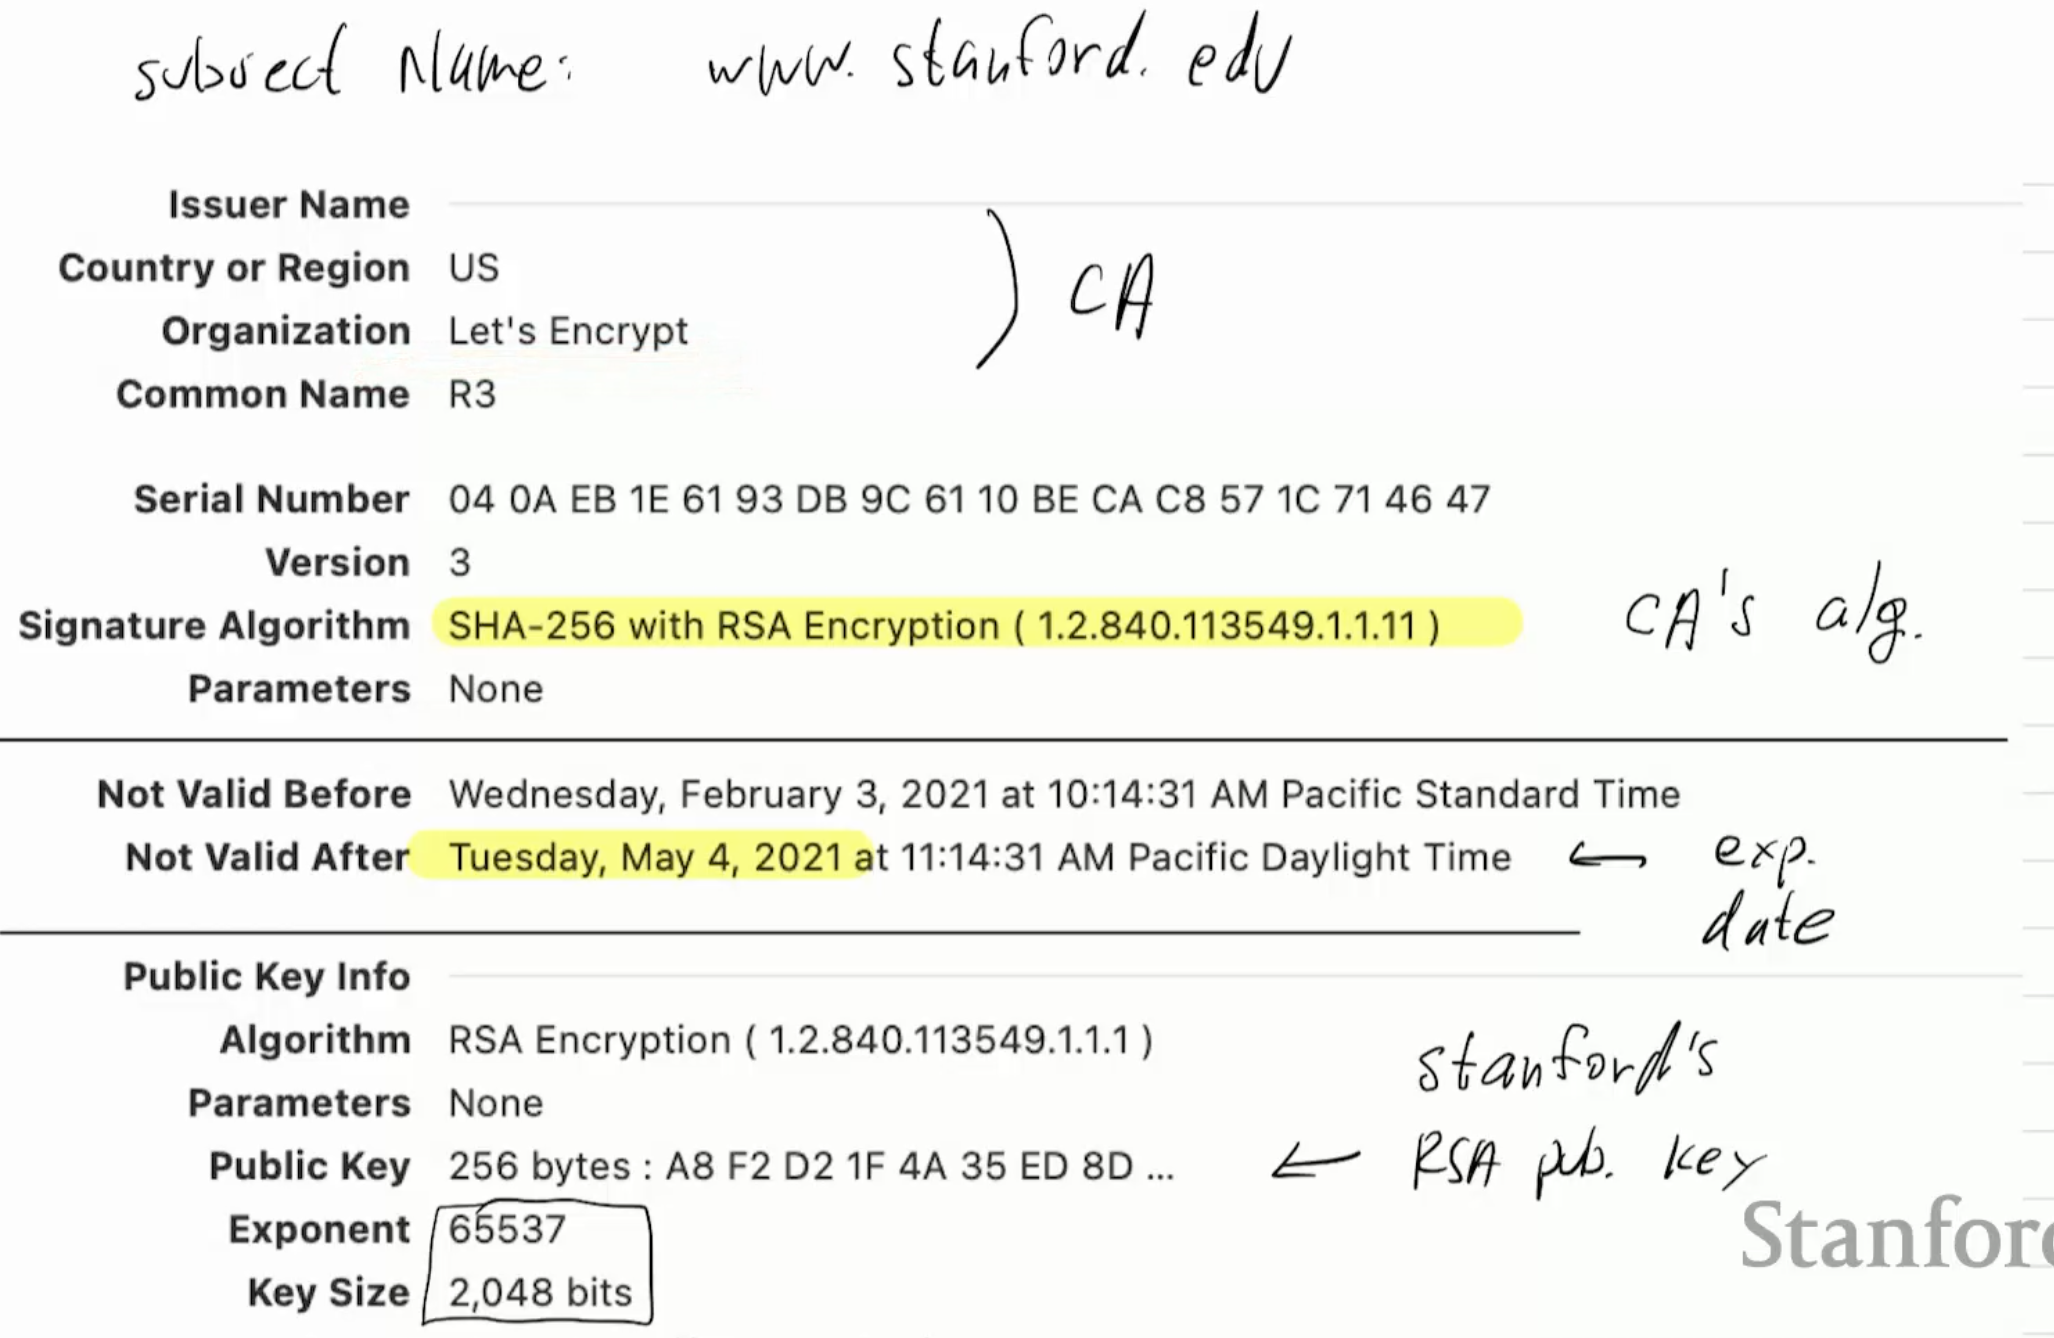 subject Name: www.stanford.edu
Issuer Name
Country or Region US
) CA
Organization Let's Encrypt
Common Name R3
Serial Number 04 0A EB 1E 61 93 DB 9C 61 10 BE CA C8 57 1C 71 46 47
Version 3
Signature Algorithm SHA-256 with RSA Encryption ( 1.2.840.113549.1.1.11 ) CA's alg.
Parameters None
Not Valid Before Wednesday, February 3, 2021 at 10:14:31 AM Pacific Standard Time
Not Valid After Tuesday, May 4, 2021 at 11:14:31 AM Pacific Daylight Time ← exp.
date
Public Key Info
Algorithm RSA Encryption ( 1.2.840.113549.1.1.1 ) stanford's
Parameters None
Public Key 256 bytes : A8 F2 D2 1F 4A 35 ED 8D ... ← RSA pub. key
Exponent 65537
Stanford
Key Size 2,048 bits